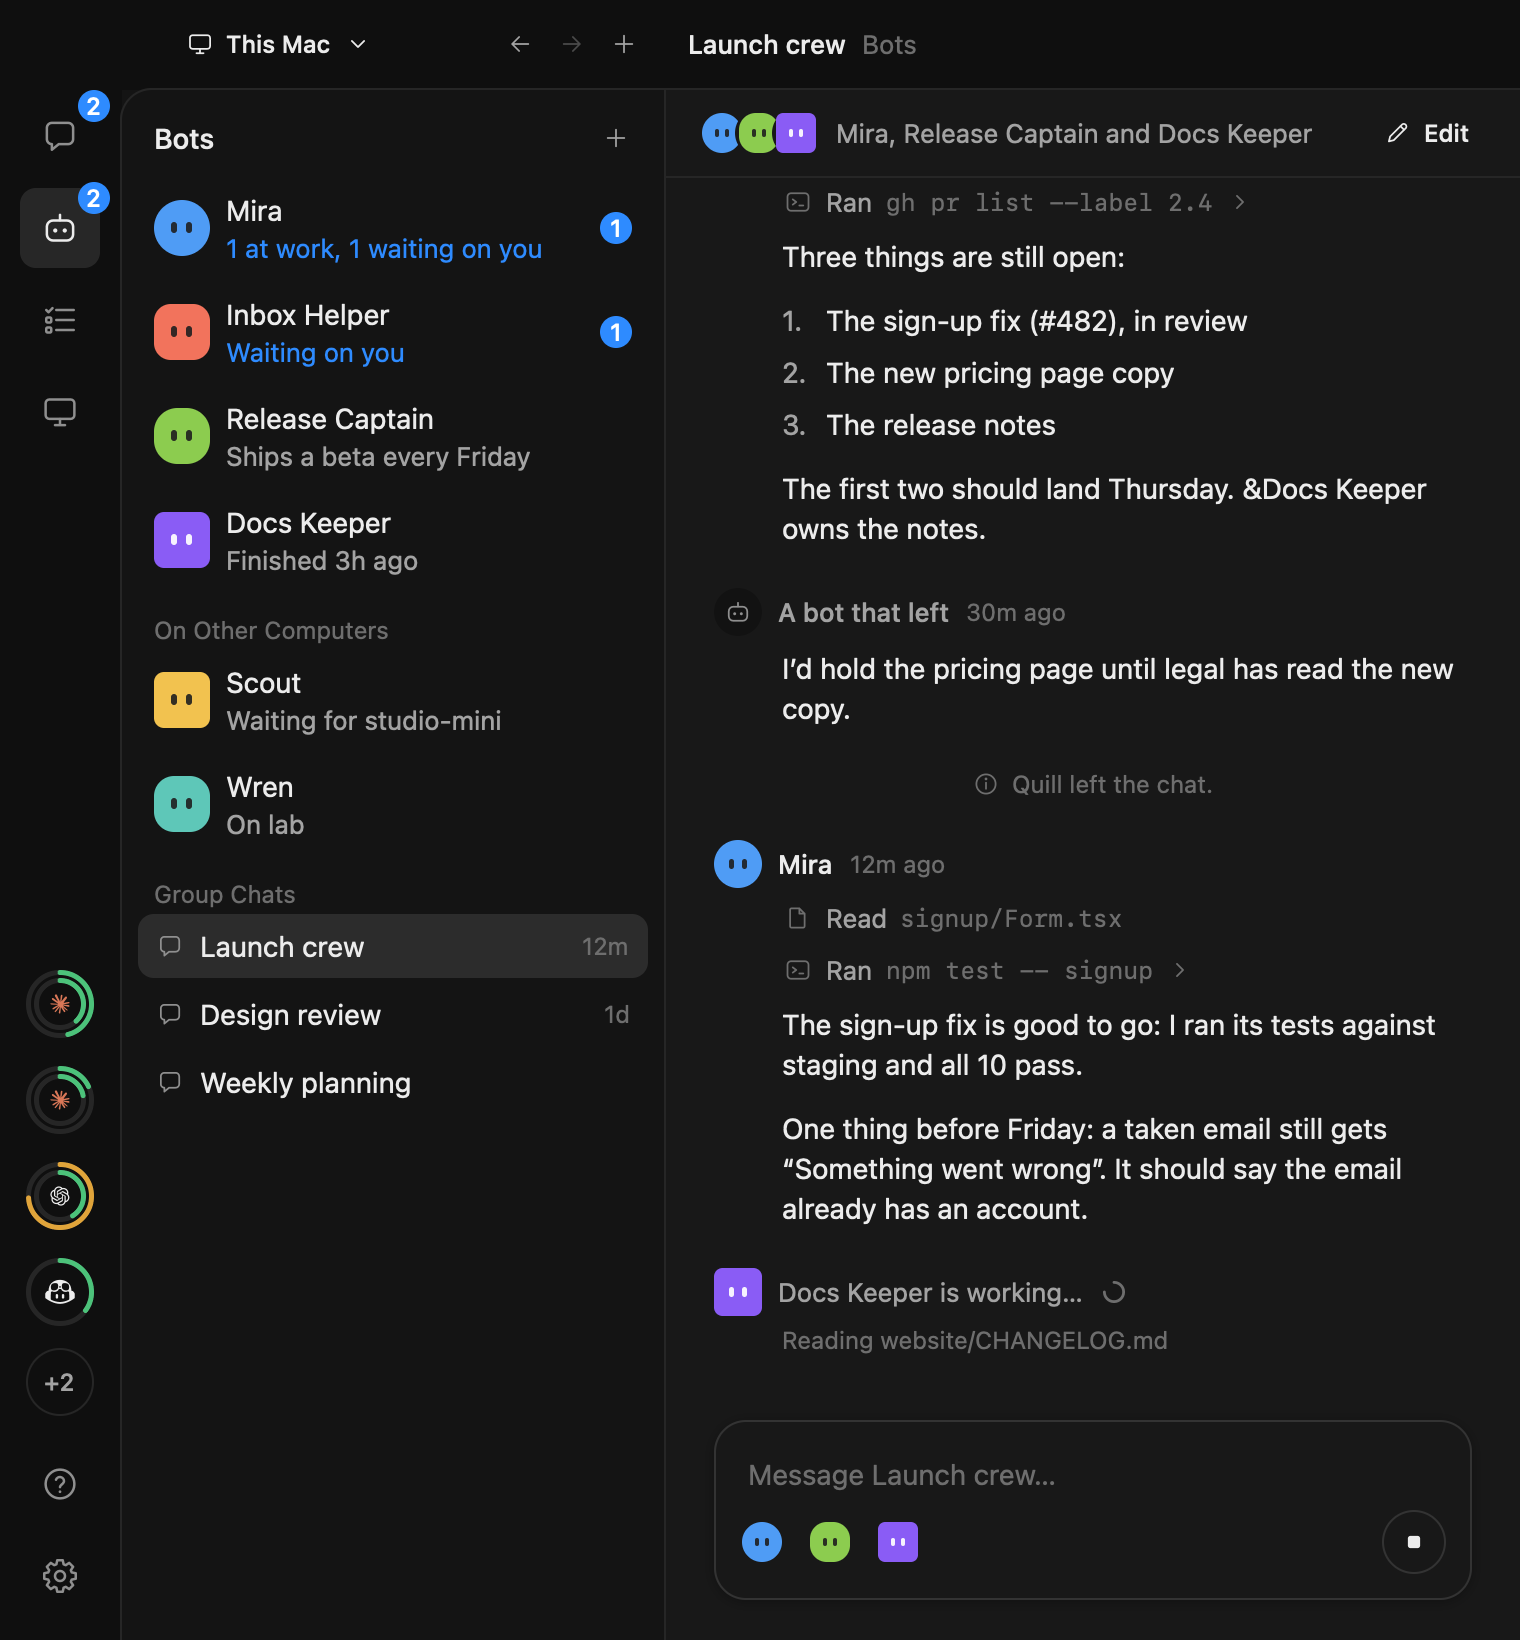 This Mac
Launch crew Bots
2
2
+2
Bots
Mira
1 at work, 1 waiting on you
1
Inbox Helper
Waiting on you
1
Release Captain
Ships a beta every Friday
Docs Keeper
Finished 3h ago
On Other Computers
Scout
Waiting for studio-mini
Wren
On lab
Group Chats
Launch crew 12m
Design review 1d
Weekly planning
Mira, Release Captain and Docs Keeper
Edit
Ran gh pr list --label 2.4
Three things are still open:
1. The sign-up fix (#482), in review
2. The new pricing page copy
3. The release notes
The first two should land Thursday. &Docs Keeper
owns the notes.
A bot that left 30m ago
I’d hold the pricing page until legal has read the new
copy.
Quill left the chat.
Mira 12m ago
Read signup/Form.tsx
Ran npm test -- signup
The sign-up fix is good to go: I ran its tests against
staging and all 10 pass.
One thing before Friday: a taken email still gets
“Something went wrong”. It should say the email
already has an account.
Docs Keeper is working...
Reading website/CHANGELOG.md
Message Launch crew...